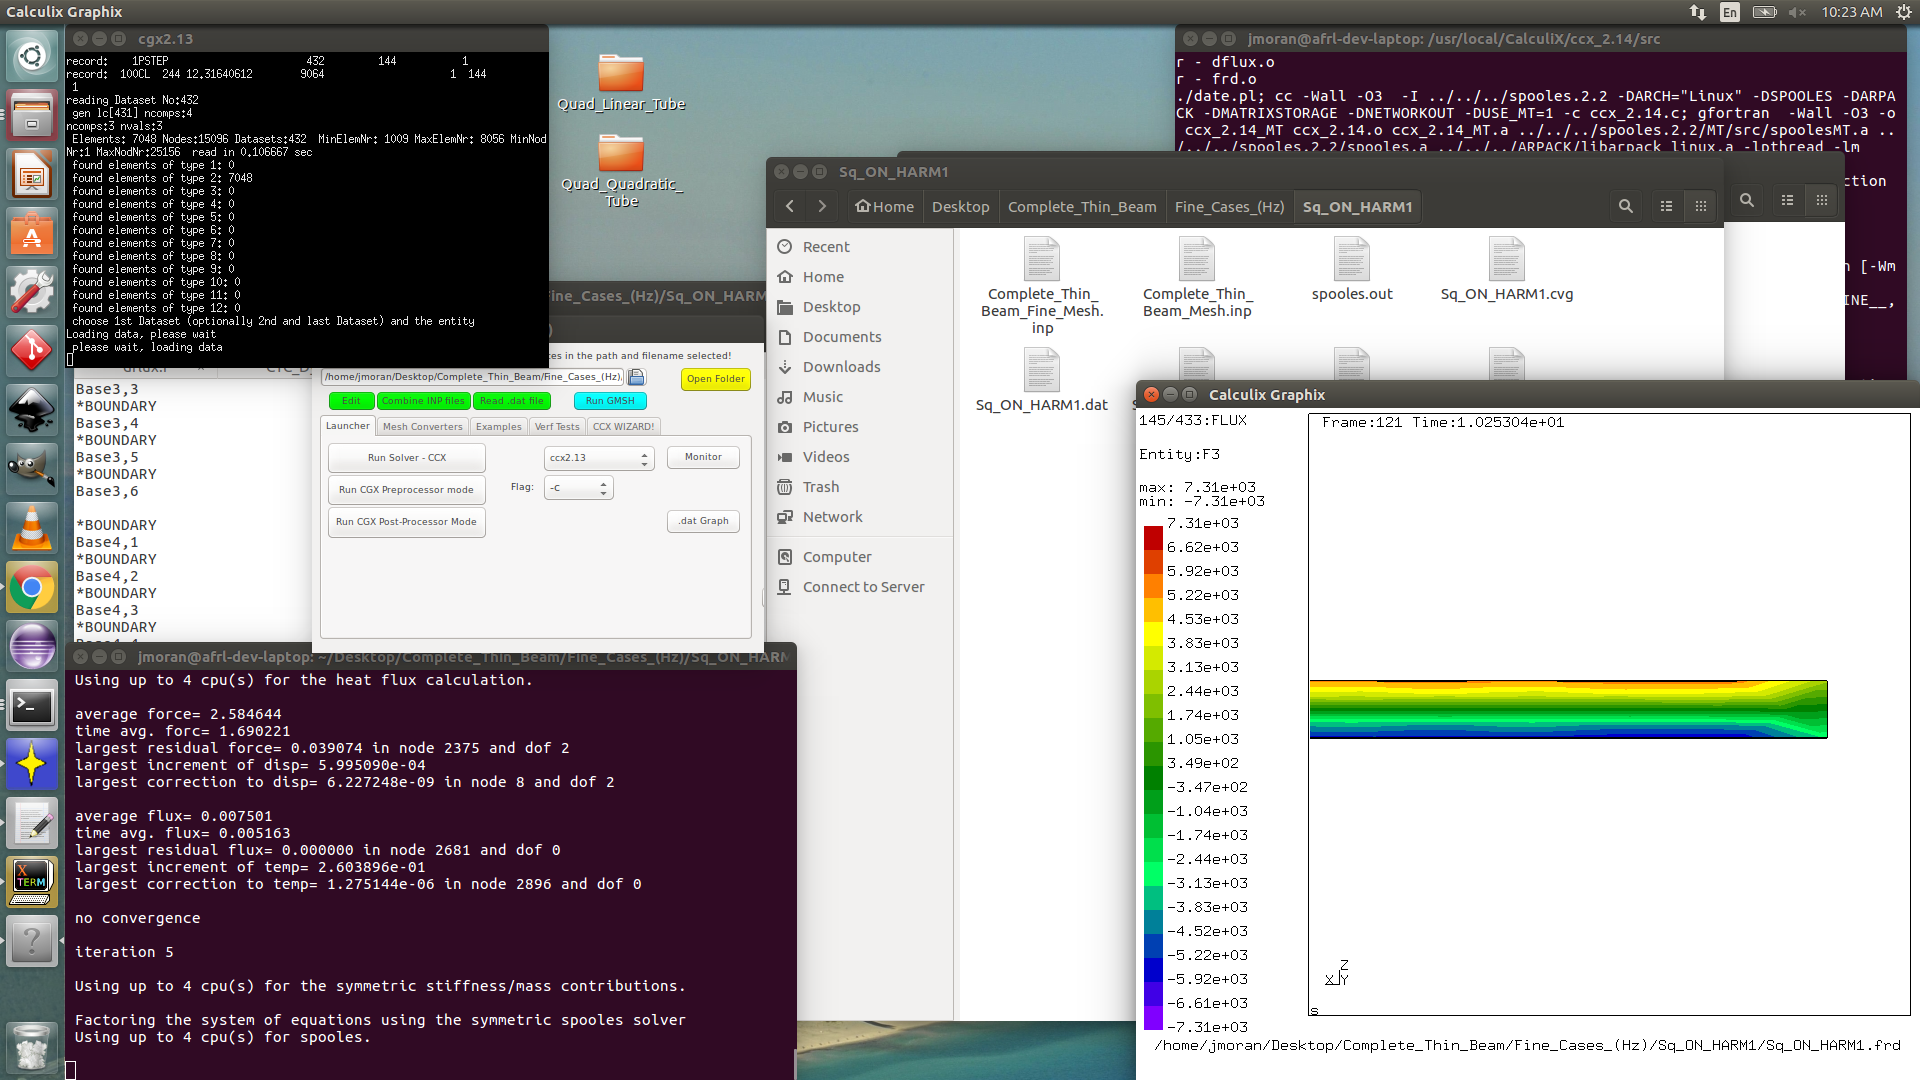 Calculix Graphix
En
10:23 AM
cgx2.13
record:    1PSTEP                         432           144             1
record:  100CL  244 12.31640612        9064                         1  144
1
reading Dataset No:432
gen lc[431] ncomps:4
ncomps:3 nvals:3
Elements: 7048 Nodes:15096 Datasets:432  MinElemNr: 1009 MaxElemNr: 8056 MinNod
Nr:1 MaxNodNr:25156  read in 0.106667 sec
found elements of type 1: 0
found elements of type 2: 7048
found elements of type 3: 0
found elements of type 4: 0
found elements of type 5: 0
found elements of type 6: 0
found elements of type 7: 0
found elements of type 8: 0
found elements of type 9: 0
found elements of type 10: 0
found elements of type 11: 0
found elements of type 12: 0
choose 1st Dataset (optionally 2nd and last Dataset) and the entity
Loading data, please wait
please wait, loading data
Quad_Linear_Tube
Quad_Quadratic_
Tube
jmoran@afrl-dev-laptop: /usr/local/CalculiX/ccx_2.14/src
r - dflux.o
r - frd.o
./date.pl; cc -Wall -O3  -I ../../../spooles.2.2 -DARCH="Linux" -DSPOOLES -DARPA
CK -DMATRIXSTORAGE -DNETWORKOUT -DUSE_MT=1 -c ccx_2.14.c; gfortran  -Wall -O3 -o
ccx_2.14_MT ccx_2.14.o ccx_2.14_MT.a ../../../spooles.2.2/MT/src/spoolesMT.a ..
/../../spooles.2.2/spooles.a ../../../ARPACK/libarpack_linux.a -lpthread -lm
ction
n [-Wm
INE__,
Sq_ON_HARM1
Home
Desktop
Complete_Thin_Beam
Fine_Cases_(Hz)
Sq_ON_HARM1
Recent
Home
Desktop
Documents
Downloads
Music
Pictures
Videos
Trash
Network
Computer
Connect to Server
Complete_Thin_
Beam_Fine_Mesh.
inp
Complete_Thin_
Beam_Mesh.inp
spooles.out
Sq_ON_HARM1.cvg
Sq_ON_HARM1.dat
Fine_Cases_(Hz)/Sq_ON_HARM
ces in the path and filename selected!
/home/jmoran/Desktop/Complete_Thin_Beam/Fine_Cases_(Hz).
Open Folder
Edit
Combine INP files
Read .dat file
Run GMSH
Launcher
Mesh Converters
Examples
Verf Tests
CCX WIZARD!
Run Solver - CCX
ccx2.13
Monitor
Run CGX Preprocessor mode
Flag:
-c
Run CGX Post-Processor Mode
.dat Graph
Base3,3
*BOUNDARY
Base3,4
*BOUNDARY
Base3,5
*BOUNDARY
Base3,6
*BOUNDARY
Base4,1
*BOUNDARY
Base4,2
*BOUNDARY
Base4,3
*BOUNDARY
jmoran@afrl-dev-laptop: ~/Desktop/Complete_Thin_Beam/Fine_Cases_(Hz)/Sq_ON_HARM
Using up to 4 cpu(s) for the heat flux calculation.
average force= 2.584644
time avg. forc= 1.690221
largest residual force= 0.039074 in node 2375 and dof 2
largest increment of disp= 5.995090e-04
largest correction to disp= 6.227248e-09 in node 8 and dof 2
average flux= 0.007501
time avg. flux= 0.005163
largest residual flux= 0.000000 in node 2681 and dof 0
largest increment of temp= 2.603896e-01
largest correction to temp= 1.275144e-06 in node 2896 and dof 0
no convergence
iteration 5
Using up to 4 cpu(s) for the symmetric stiffness/mass contributions.
Factoring the system of equations using the symmetric spooles solver
Using up to 4 cpu(s) for spooles.
X TERM
Calculix Graphix
145/433:FLUX
Frame:121 Time:1.025304e+01
Entity:F3
max: 7.31e+03
min: -7.31e+03
7.31e+03
6.62e+03
5.92e+03
5.22e+03
4.53e+03
3.83e+03
3.13e+03
2.44e+03
1.74e+03
1.05e+03
3.49e+02
-3.47e+02
-1.04e+03
-1.74e+03
-2.44e+03
-3.13e+03
-3.83e+03
-4.52e+03
-5.22e+03
-5.92e+03
-6.61e+03
-7.31e+03
Z
X Y
s
/home/jmoran/Desktop/Complete_Thin_Beam/Fine_Cases_(Hz)/Sq_ON_HARM1/Sq_ON_HARM1.frd